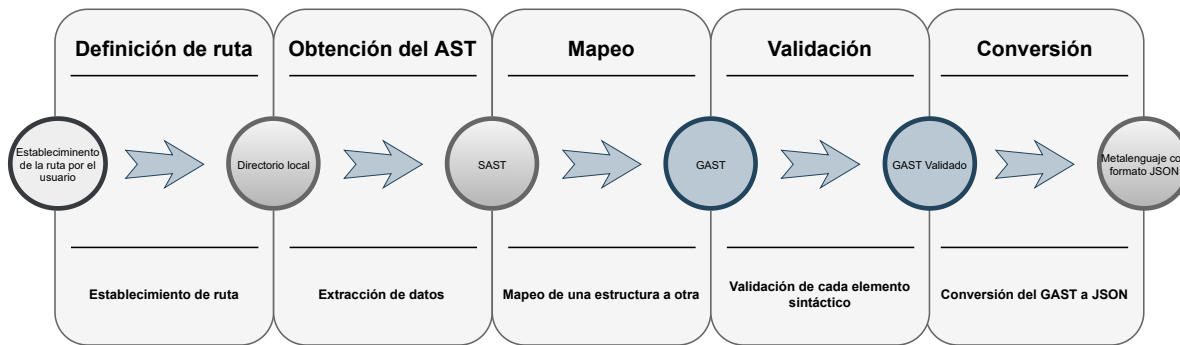 Definición de ruta
Obtención del AST
Mapeo
Validación
Conversión
Estableciminento
de la ruta por el
usuario
Directorio local
SAST
GAST
GAST Validado
Metalenguaje co
formato JSON
Establecimiento de ruta
Extracción de datos
Mapeo de una estructura a otra
Validación de cada elemento
sintáctico
Conversión del GAST a JSON